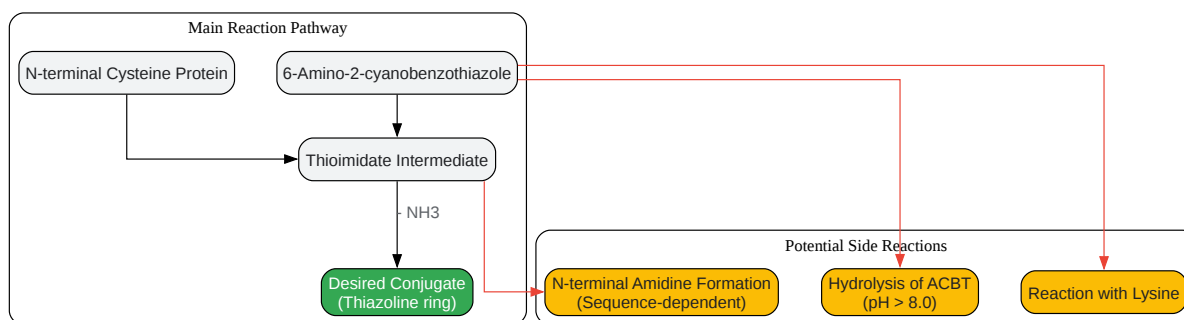 Main Reaction Pathway
N-terminal Cysteine Protein
6-Amino-2-cyanobenzothiazole
Thioimidate Intermediate
- NH3
Potential Side Reactions
Desired Conjugate
(Thiazoline ring)
N-terminal Amidine Formation
(Sequence-dependent)
Hydrolysis of ACBT
(pH > 8.0)
Reaction with Lysine